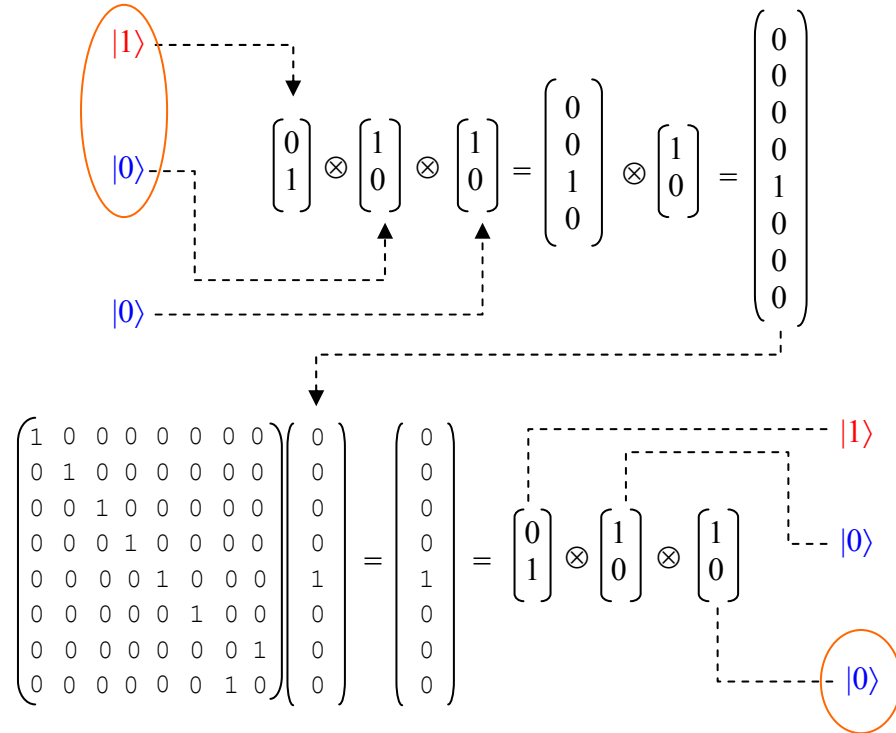 |1⟩
|0⟩
|0⟩
0 1 ⊗ 1 0 ⊗ 1 0 = 0 0 1 0 ⊗ 1 0 = 0 0 0 0 1 0 0 0
1 0 0 0 0 0 0 0 0 0
0 1 0 0 0 0 0 0 0 0
0 0 1 0 0 0 0 0 0 0
0 0 0 1 0 0 0 0 0 0
0 0 0 0 1 0 0 0 1 = 1 = 0 1 ⊗ 1 0 ⊗ 1 0
0 0 0 0 0 1 0 0 0 0
0 0 0 0 0 0 0 1 0 0
0 0 0 0 0 0 1 0 0 0
|1⟩
|0⟩
|0⟩